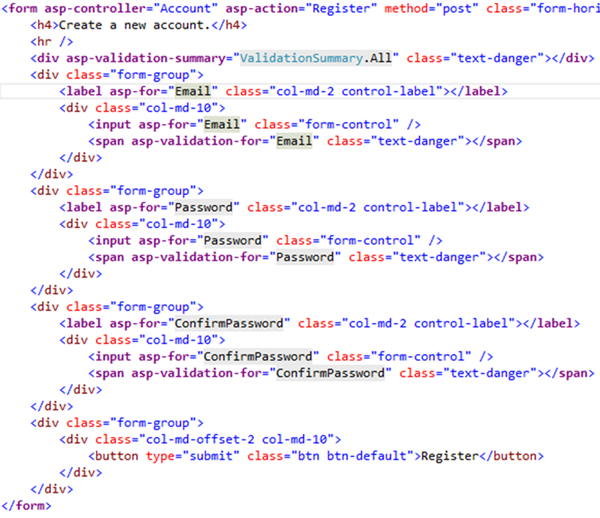 <form asp-controller="Account" asp-action="Register" method="post" class="form-hori
<h4>Create a new account.</h4>
<hr />
<div asp-validation-summary="ValidationSummary.All" class="text-danger"></div>
<div class="form-group">
<label asp-for="Email" class="col-md-2 control-label"></label>
<div class="col-md-10">
<input asp-for="Email" class="form-control" />
<span asp-validation-for="Email" class="text-danger"></span>
</div>
</div>
<div class="form-group">
<label asp-for="Password" class="col-md-2 control-label"></label>
<div class="col-md-10">
<input asp-for="Password" class="form-control" />
<span asp-validation-for="Password" class="text-danger"></span>
</div>
</div>
<div class="form-group">
<label asp-for="ConfirmPassword" class="col-md-2 control-label"></label>
<div class="col-md-10">
<input asp-for="ConfirmPassword" class="form-control" />
<span asp-validation-for="ConfirmPassword" class="text-danger"></span>
</div>
</div>
<div class="form-group">
<div class="col-md-offset-2 col-md-10">
<button type="submit" class="btn btn-default">Register</button>
</div>
</div>
</form>